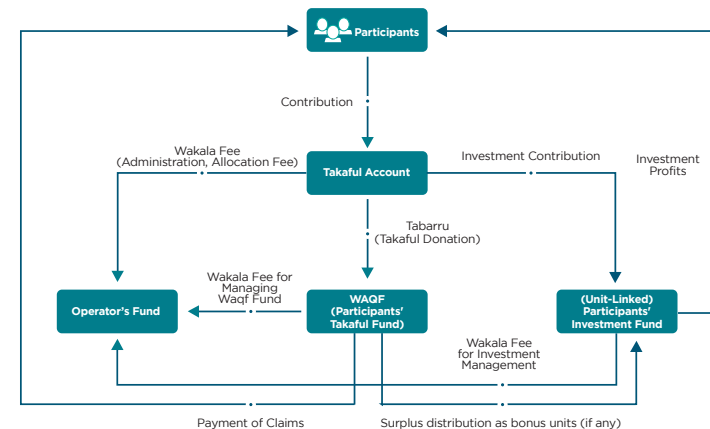 Participants
Contribution
Wakala Fee
(Administration, Allocation Fee)
Takaful Account
Investment Contribution
Investment
Profits
Tabarru
(Takaful Donation)
Wakala Fee for
Managing
Waqf Fund
Operator's Fund
WAQF
(Participants'
Takaful Fund)
(Unit-Linked)
Participants'
Investment Fund
Wakala Fee
for Investment
Management
Payment of Claims
Surplus distribution as bonus units (if any)